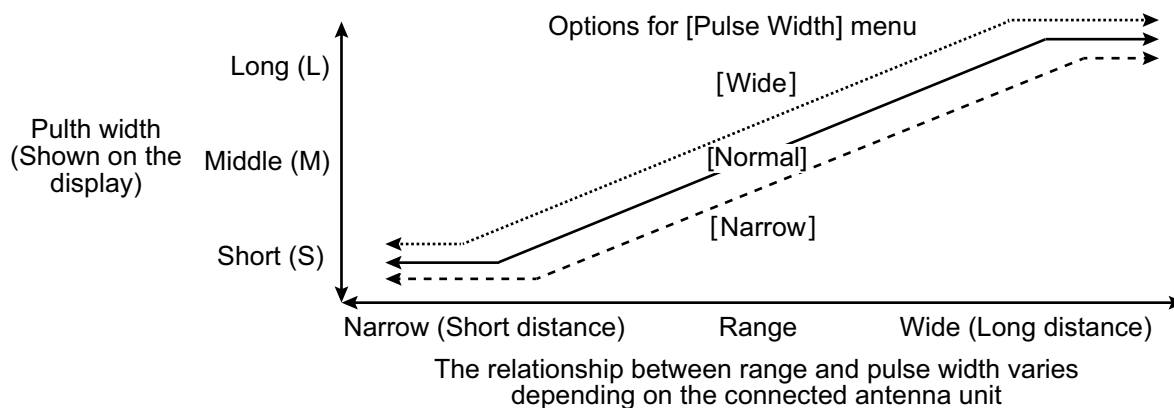 Options for [Pulse Width] menu
Long (L)
[Wide]
Pulth width
(Shown on the
display)
Middle (M)
[Normal]
[Narrow]
Short (S)
Narrow (Short distance)
Range
Wide (Long distance)
The relationship between range and pulse width varies
depending on the connected antenna unit